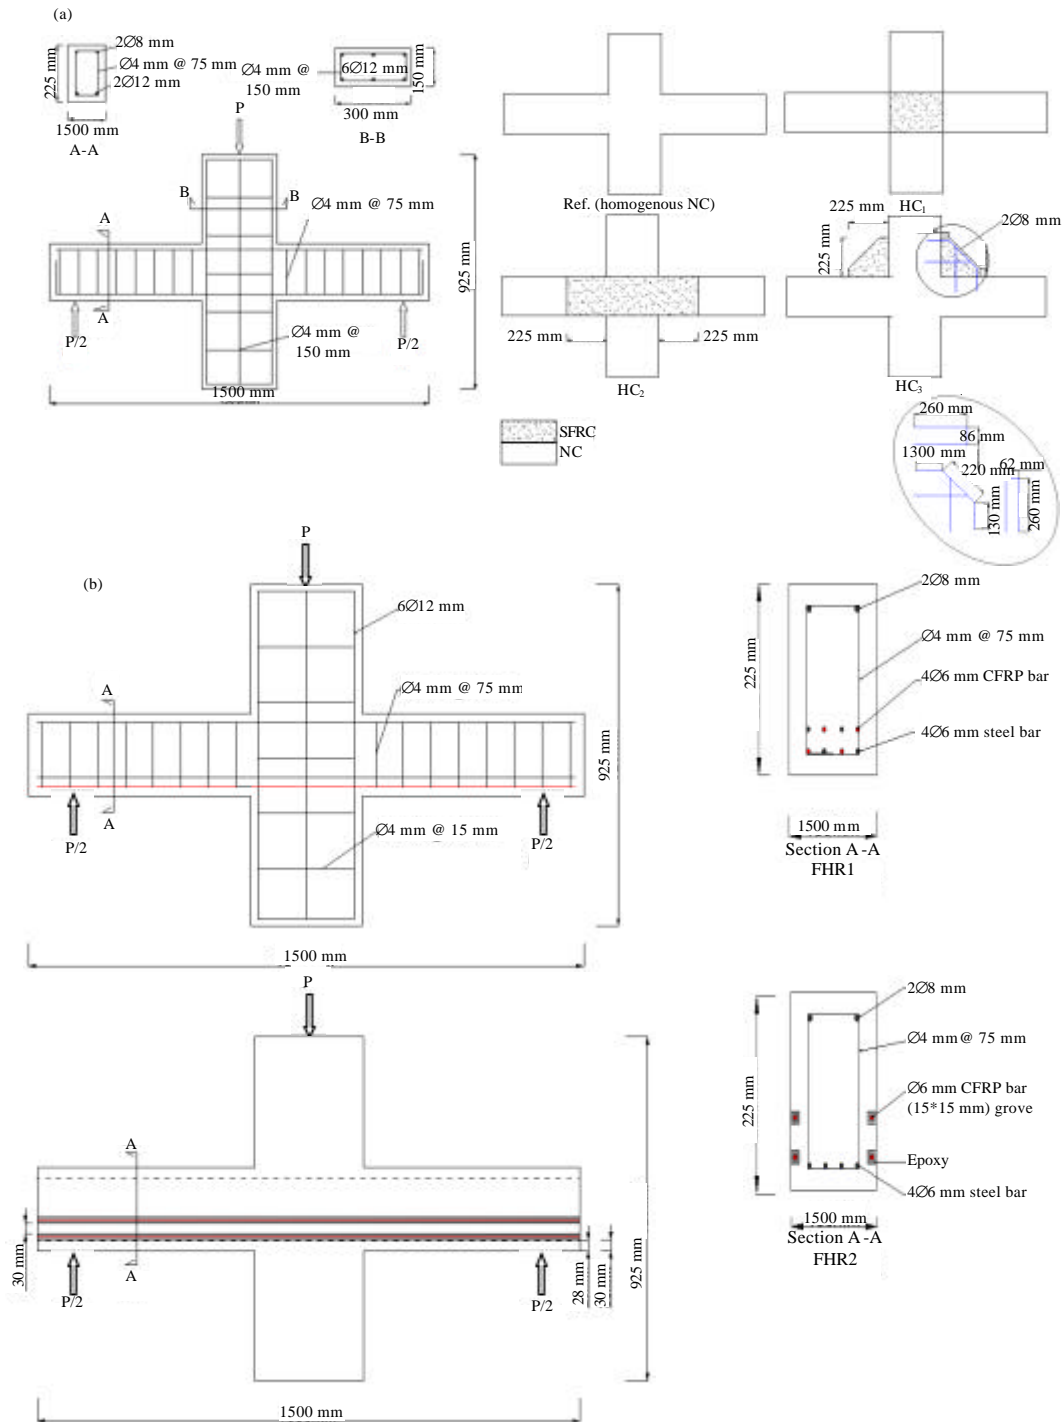 (a)
2Ø8 mm
Ø4 mm @ 75 mm
2Ø12 mm
225 mm
1500 mm
A-A
Ø4 mm @
150 mm
6Ø12 mm
150 mm
300 mm
B-B
P
B
B
Ø4 mm @ 75 mm
A
A
P/2
P/2
Ø4 mm @
150 mm
925 mm
1500 mm
Ref. (homogenous NC)
HC1
225 mm
225 mm
HC2
225 mm
225 mm
2Ø8 mm
HC3
SFRC
NC
260 mm
86 mm
1300 mm
220 mm
62 mm
130 mm
260 mm
(b)
P
6Ø12 mm
Ø4 mm @ 75 mm
A
A
P/2
P/2
Ø4 mm @ 15 mm
925 mm
1500 mm
2Ø8 mm
Ø4 mm @ 75 mm
4Ø6 mm CFRP bar
4Ø6 mm steel bar
225 mm
1500 mm
Section A-A
FHR1
P
A
A
30 mm
P/2
P/2
28 mm
30 mm
925 mm
1500 mm
2Ø8 mm
Ø4 mm@ 75 mm
Ø6 mm CFRP bar
(15*15 mm) grove
Epoxy
4Ø6 mm steel bar
225 mm
1500 mm
Section A-A
FHR2